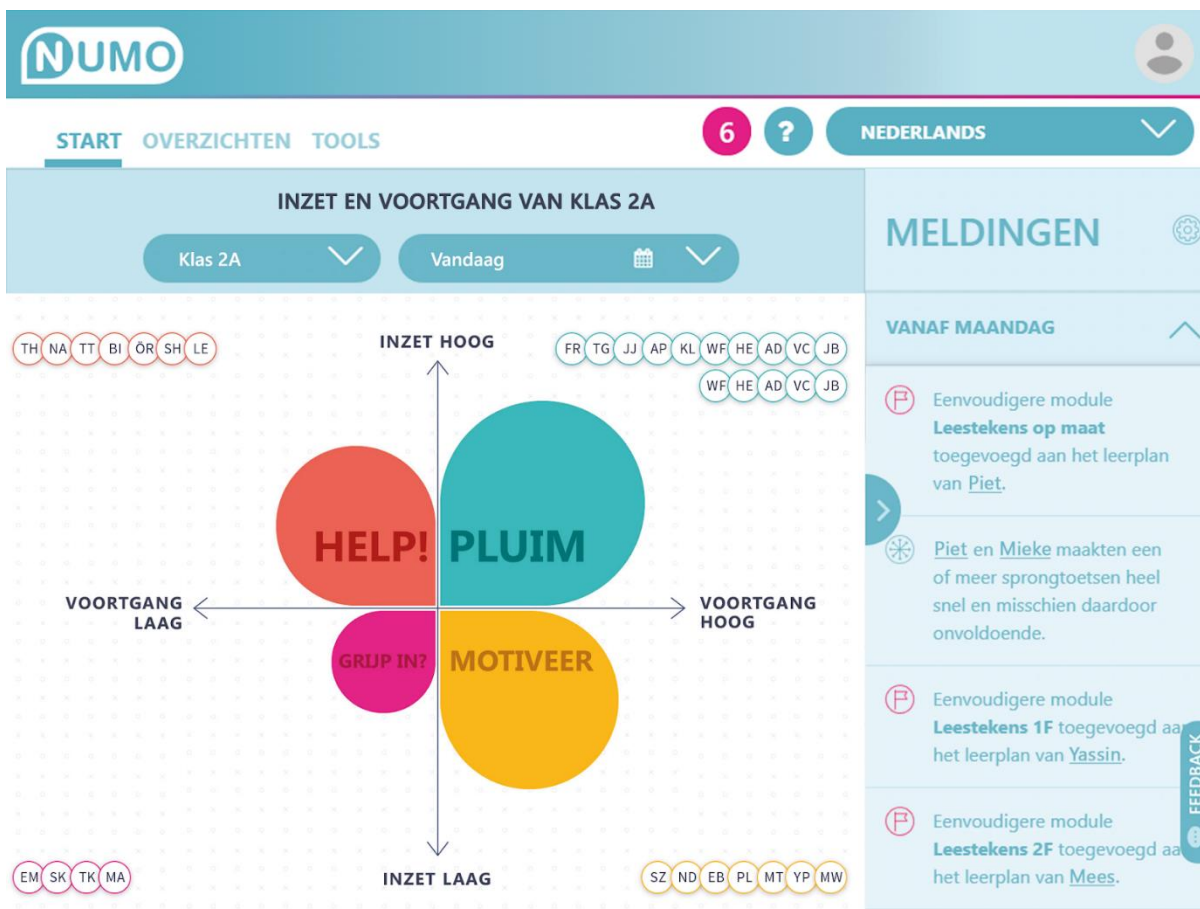 NUMO
START OVERZICHTEN TOOLS
6
?
NEDERLANDS
INZET EN VOORTGANG VAN KLAS 2A
Klas 2A
Vandaag
TH NA TT BI ÖR SH LE
INZET HOOG
FR TG JJ AP KL WF HE AD VC JB
WF HE AD VC JB
HELP!
PLUIM
VOORTGANG
LAAG
VOORTGANG
HOOG
GRIJP IN?
MOTIVEER
EM SK TK MA
INZET LAAG
SZ ND EB PL MT YP MW
MELDINGEN
VANAF MAANDAG
Eenvoudigere module
Leestekens op maat
toegevoegd aan het leerplan
van Piet.
Piet en Mieke maakten een
of meer sprongtoetsen heel
snel en misschien daardoor
onvoldoende.
Eenvoudigere module
Leestekens 1F toegevoegd aa
het leerplan van Yassin.
Eenvoudigere module
Leestekens 2F toegevoegd aa
het leerplan van Mees.
FEEDBACK